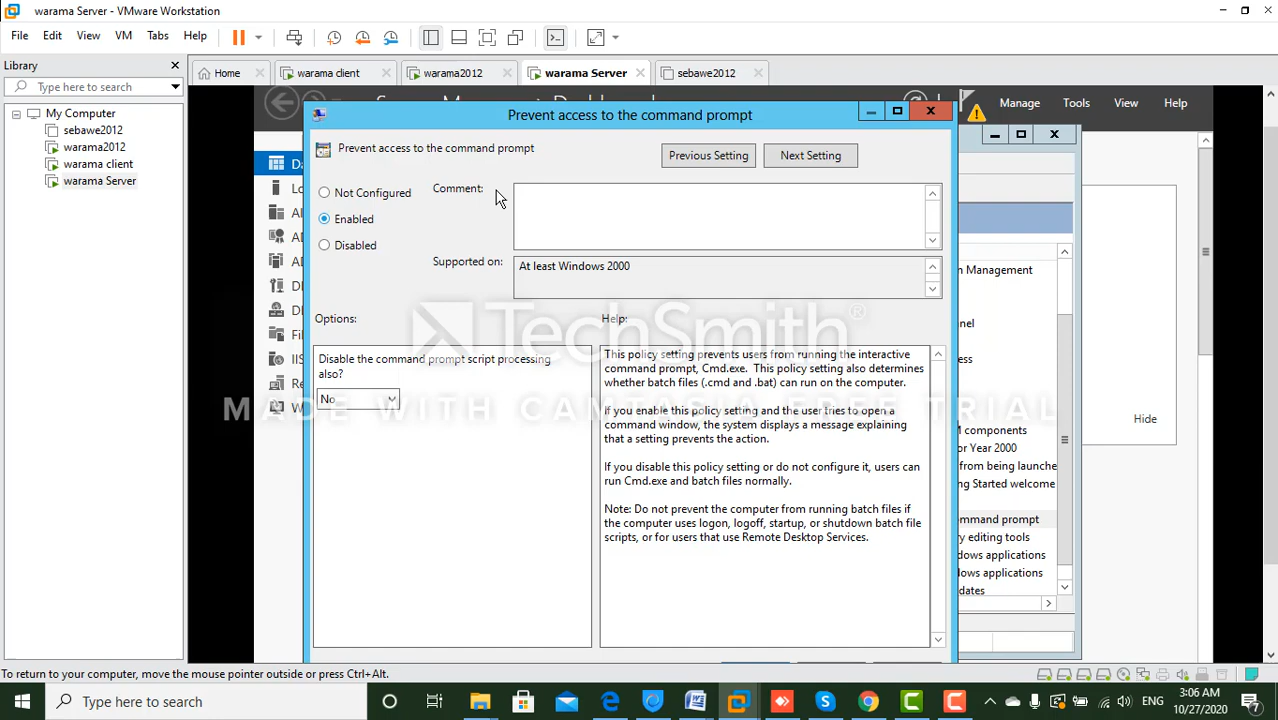 warama Server - VMware Workstation
File Edit View VM Tabs Help
Library
Type here to search
My Computer
sebawe2012
warama2012
warama client
warama Server
Home
warama client
warama2012
warama Server
sebawe2012
Manage Tools View Help
Prevent access to the command prompt
Prevent access to the command prompt
Previous Setting
Next Setting
Not Configured
Enabled
Disabled
Comment:
Supported on:
At least Windows 2000
Options:
Help:
Disable the command prompt script processing
also?
No
This policy setting prevents users from running the interactive
command prompt, Cmd.exe. This policy setting also determines
whether batch files (.cmd and .bat) can run on the computer.
If you enable this policy setting and the user tries to open a
command window, the system displays a message explaining
that a setting prevents the action.
If you disable this policy setting or do not configure it, users can
run Cmd.exe and batch files normally.
Note: Do not prevent the computer from running batch files if
the computer uses logon, logoff, startup, or shutdown batch file
scripts, or for users that use Remote Desktop Services.
TechSmith®
MADE WITH CAMTASIA FREE TRIAL
n Management
nel
ess
Hide
M components
or Year 2000
from being launche
ng Started welcome
ommand prompt
ry editing tools
ndows applications
dows applications
dates
To return to your computer, move the mouse pointer outside or press Ctrl+Alt.
Type here to search
ENG
3:06 AM
10/27/2020